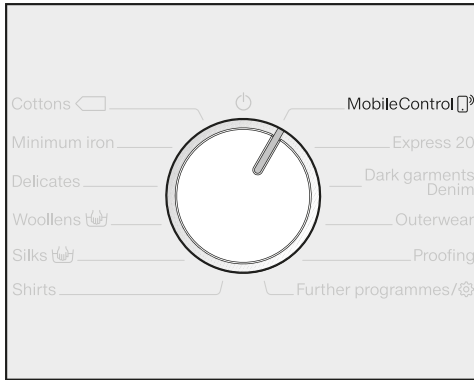 Cottons
MobileControl
Minimum iron
Express 20
Delicates
Dark garments
Denim
Woollens
Outerwear
Silks
Proofing
Shirts
Further programmes/